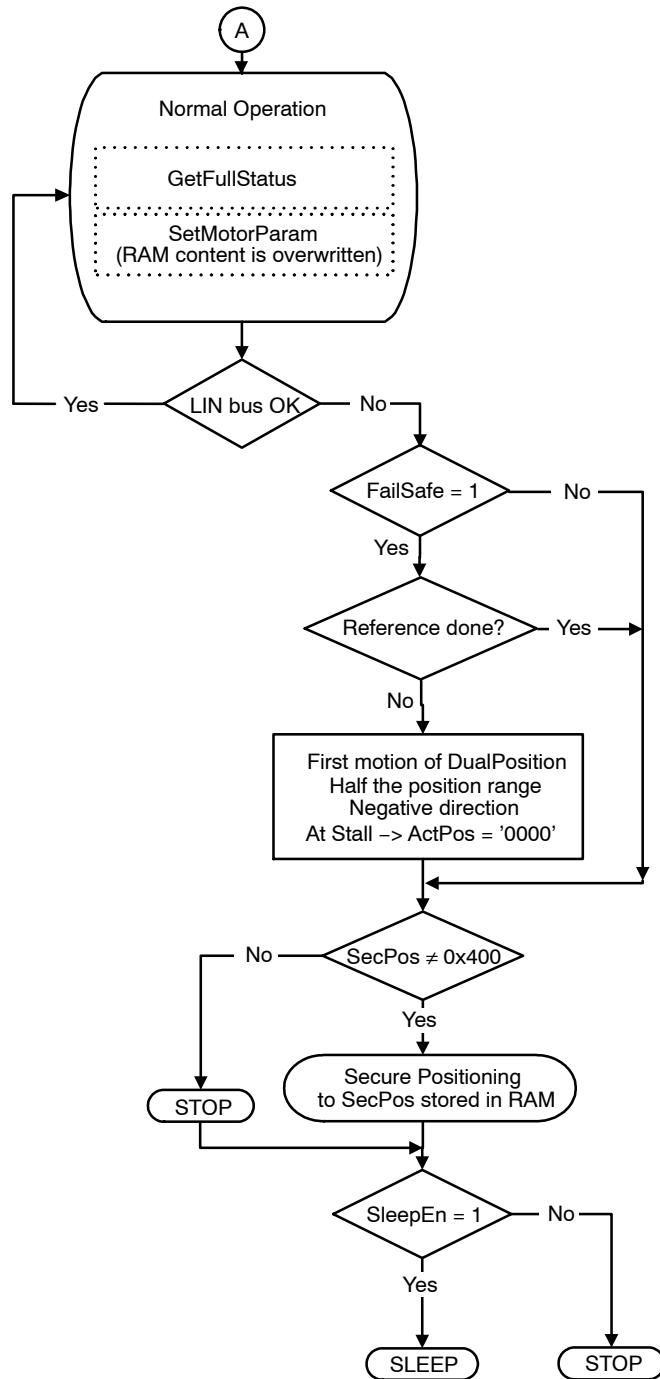 A
Normal Operation
GetFullStatus
SetMotorParam
(RAM content is overwritten)
Yes
LIN bus OK
No
FailSafe = 1
No
Yes
Reference done?
Yes
No
First motion of DualPosition
Half the position range
Negative direction
At Stall −> ActPos = '0000'
No
SecPos ≠ 0x400
Yes
Secure Positioning
to SecPos stored in RAM
STOP
SleepEn = 1
No
Yes
SLEEP
STOP